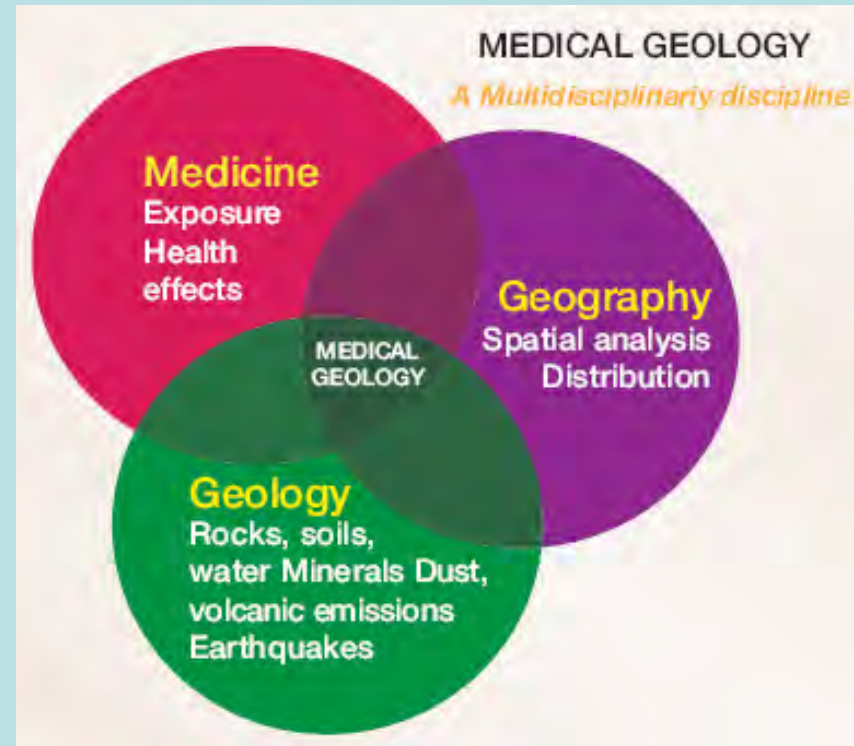 MEDICAL GEOLOGY
A Multidisciplinariy discipline
Medicine
Exposure
Health
effects
Geography
Spatial analysis
Distribution
MEDICAL
GEOLOGY
Geology
Rocks, soils,
water Minerals Dust,
volcanic emissions
Earthquakes